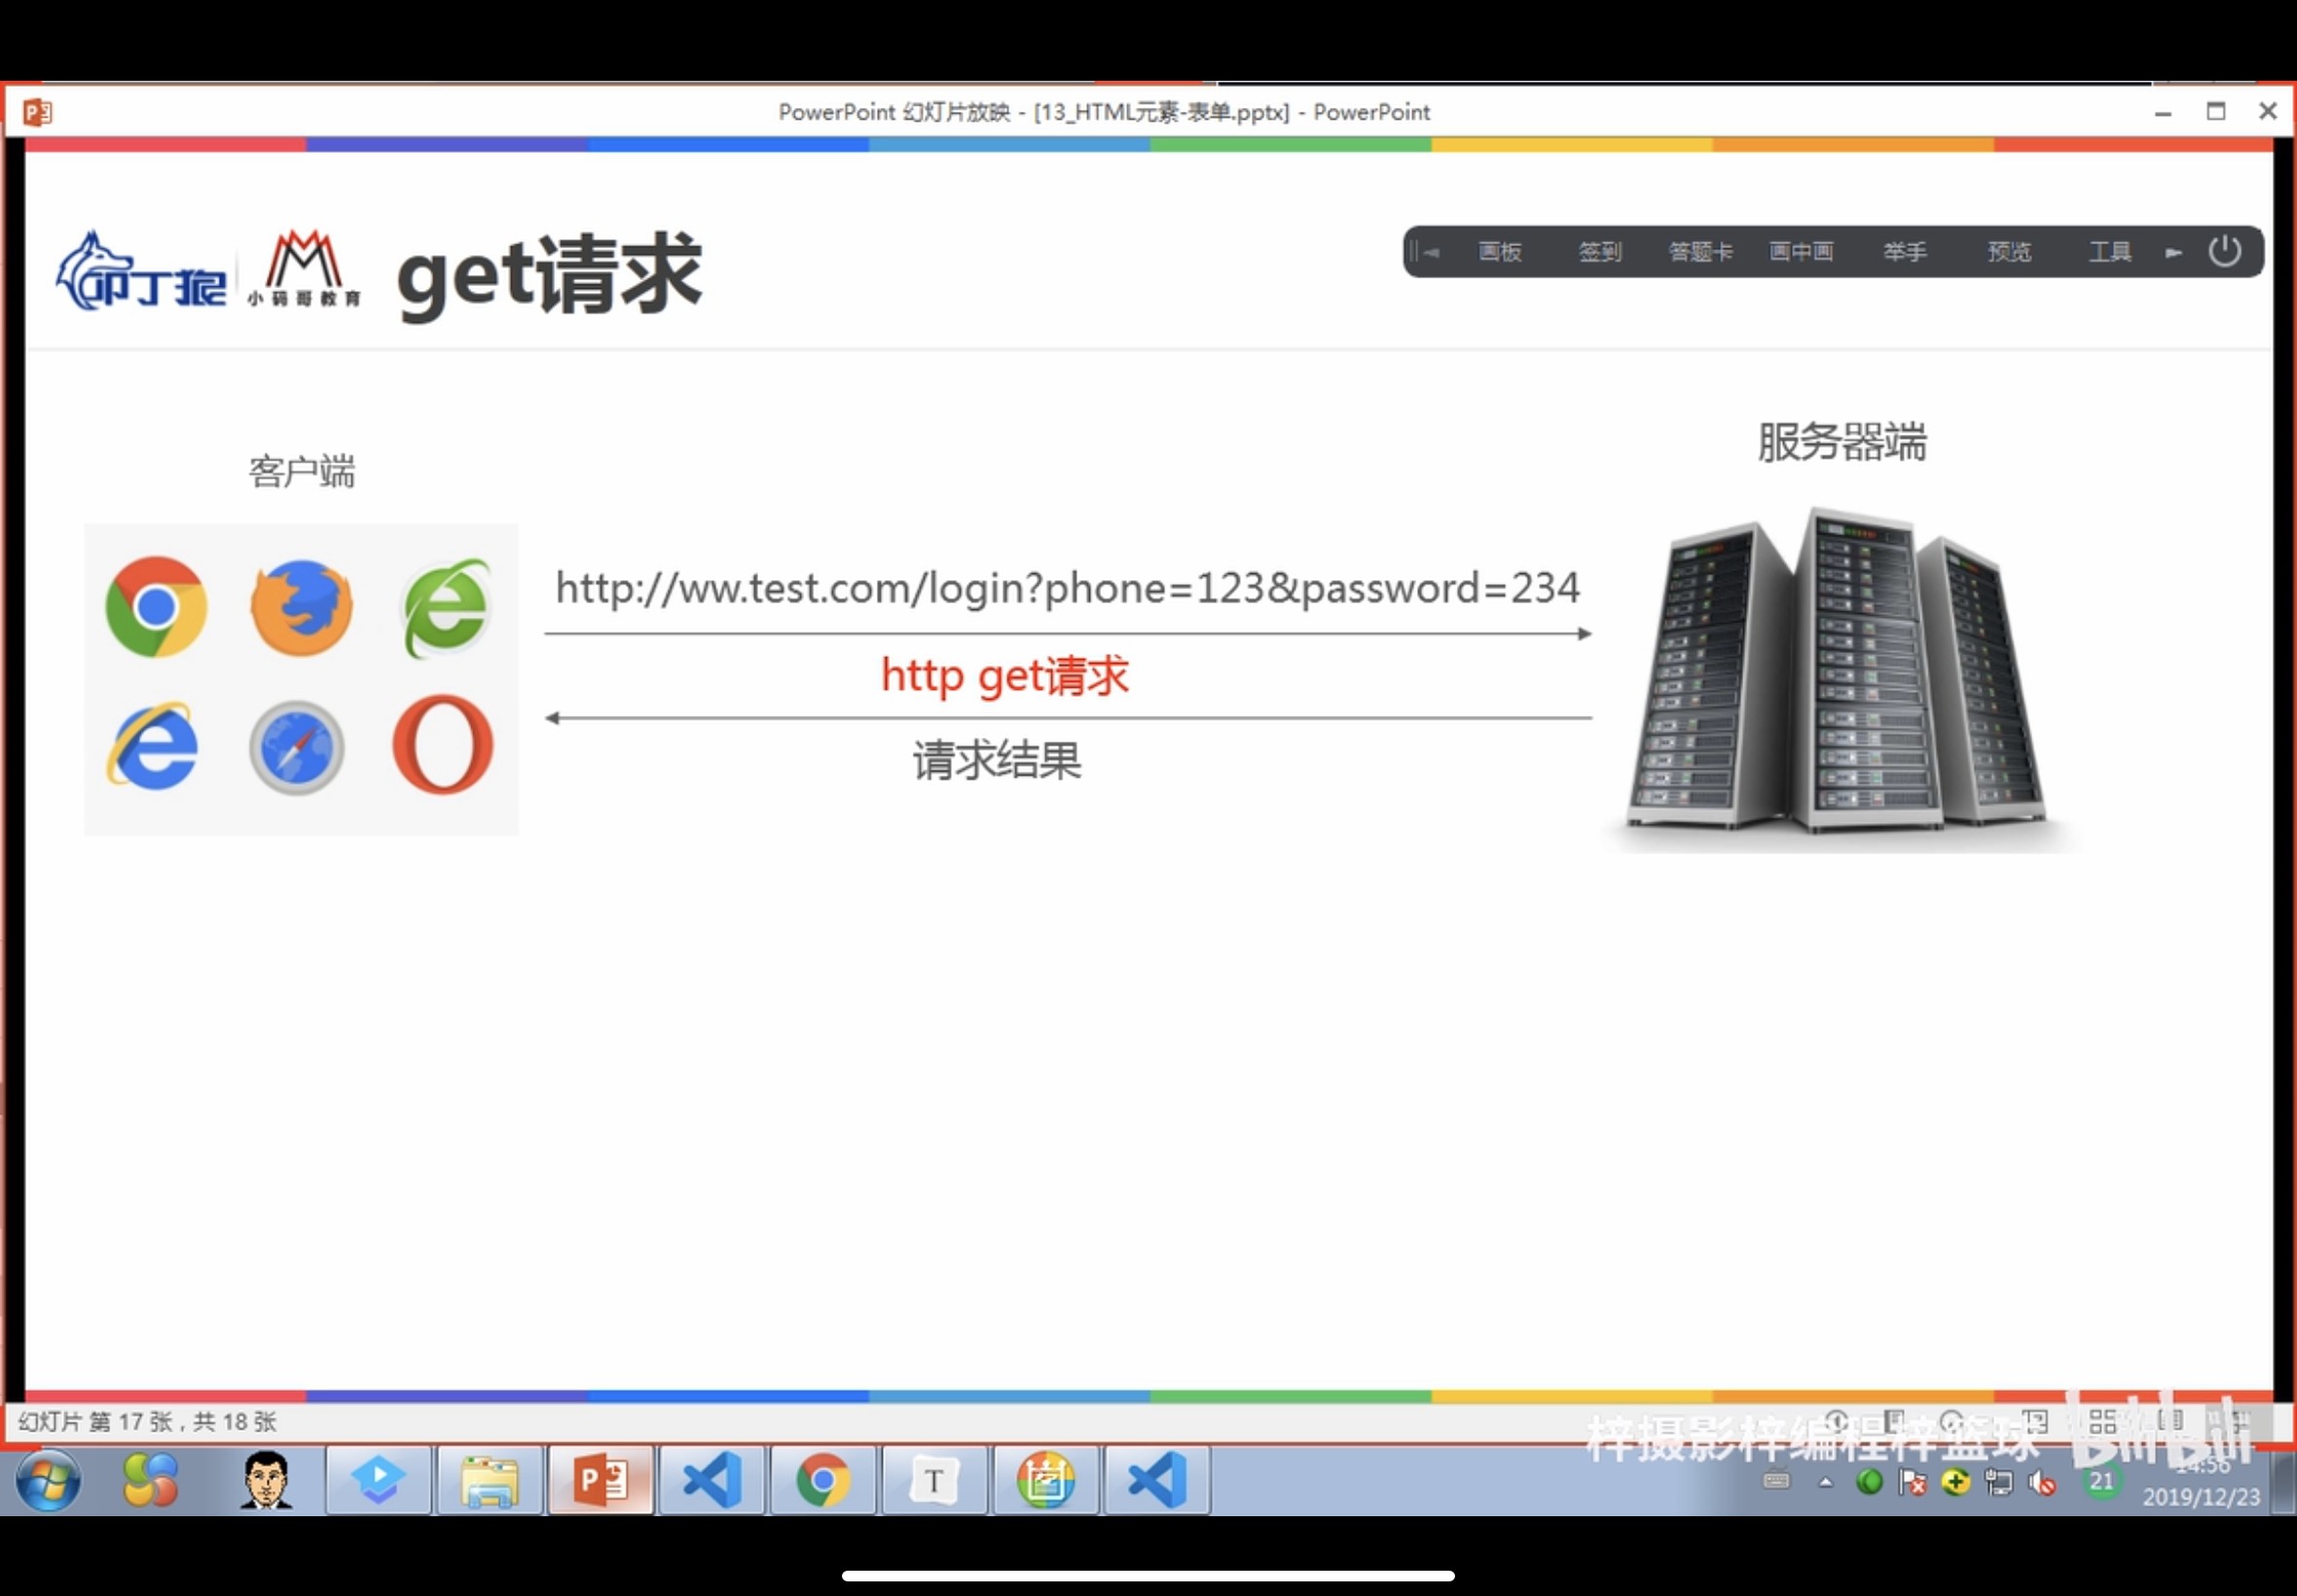 PowerPoint 幻灯片放映 - [13_HTML元素-表单.pptx] - PowerPoint
叩丁狼
小码哥教育
get请求
画板 签到 答题卡 画中画 举手 预览 工具
服务器端
客户端
http://ww.test.com/login?phone=123&password=234
http get请求
请求结果
幻灯片 第 17 张，共 18 张
梓摄影梓编程梓篮球 bilibili
T
21
14:56
2019/12/23